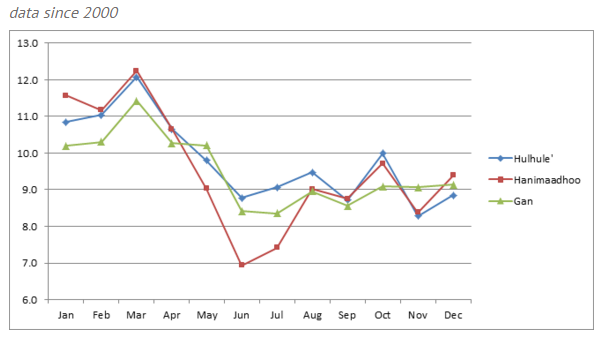 data since 2000
13.0
12.0
11.0
10.0
9.0
8.0
7.0
6.0
Jan Feb Mar Apr May Jun Jul Aug Sep Oct Nov Dec
Hulhule'
Hanimaadhoo
Gan